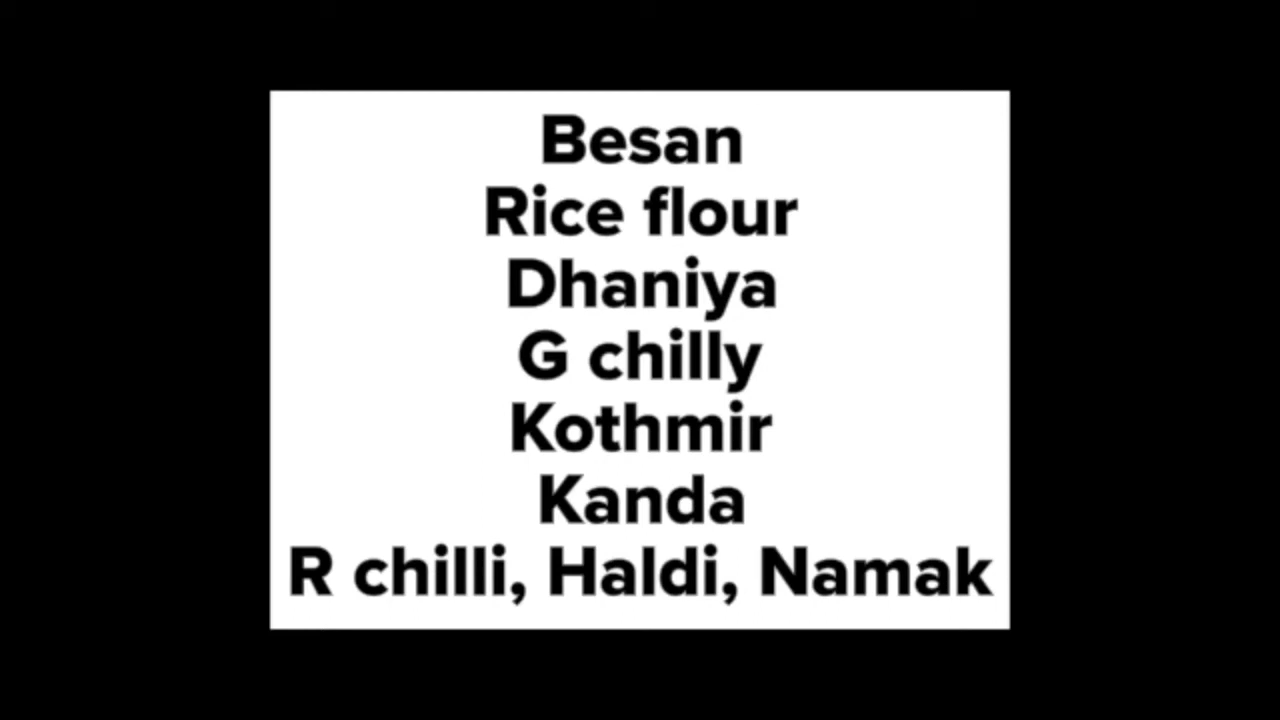 Besan
Rice flour
Dhaniya
G chilly
Kothmir
Kanda
R chilli, Haldi, Namak